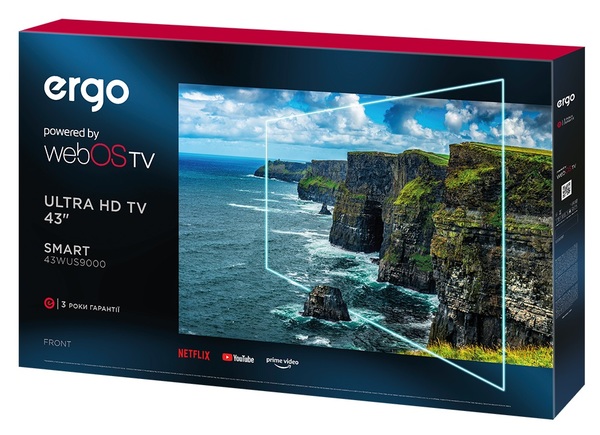 ergo
powered by
webOS TV
ULTRA HD TV
43"
SMART
43WUS9000
e | 3 РОКИ ГАРАНТІЇ
FRONT
NETFLIX
YouTube
prime video
ergo